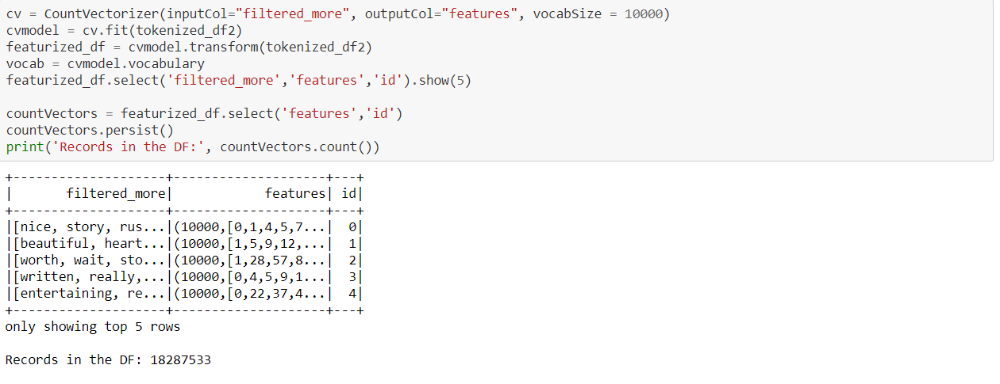 cv = CountVectorizer(inputCol="filtered_more", outputCol="features", vocabSize = 10000)
cvmodel = cv.fit(tokenized_df2)
featurized_df = cvmodel.transform(tokenized_df2)
vocab = cvmodel.vocabulary
featurized_df.select('filtered_more','features','id').show(5)

countVectors = featurized_df.select('features','id')
countVectors.persist()
print('Records in the DF:', countVectors.count())

+--------------------+--------------------+---+
|       filtered_more|            features| id|
+--------------------+--------------------+---+
|[nice, story, rus...|(10000,[0,1,4,5,7...|  0|
|[beautiful, heart...|(10000,[1,5,9,12,...|  1|
|[worth, wait, sto...|(10000,[1,28,57,8...|  2|
|[written, really,...|(10000,[0,4,5,9,1...|  3|
|[entertaining, re...|(10000,[0,22,37,4...|  4|
+--------------------+--------------------+---+
only showing top 5 rows

Records in the DF: 18287533